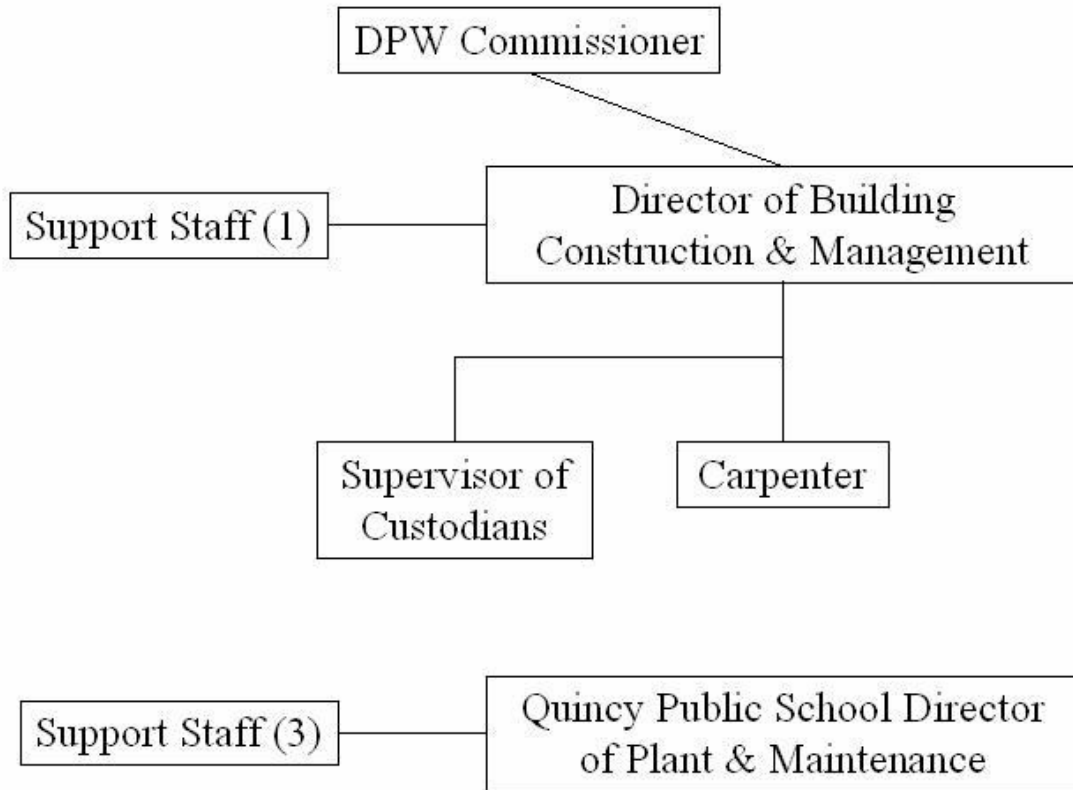 DPW Commissioner
Support Staff (1)
Director of Building
Construction & Management
Supervisor of
Custodians
Carpenter
Support Staff (3)
Quincy Public School Director
of Plant & Maintenance